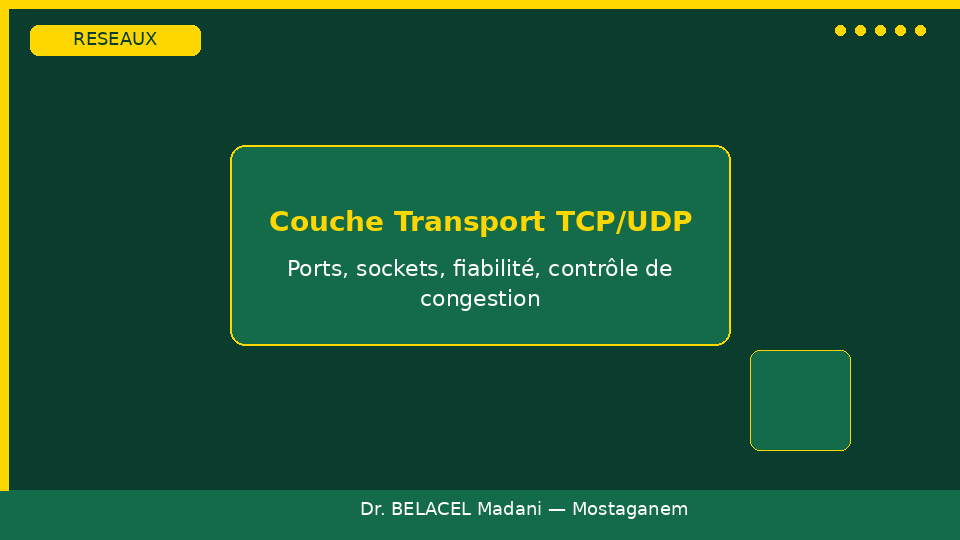 RESEAUX
Couche Transport TCP/UDP
Ports, sockets, fiabilité, contrôle de
congestion
Dr. BELACEL Madani — Mostaganem